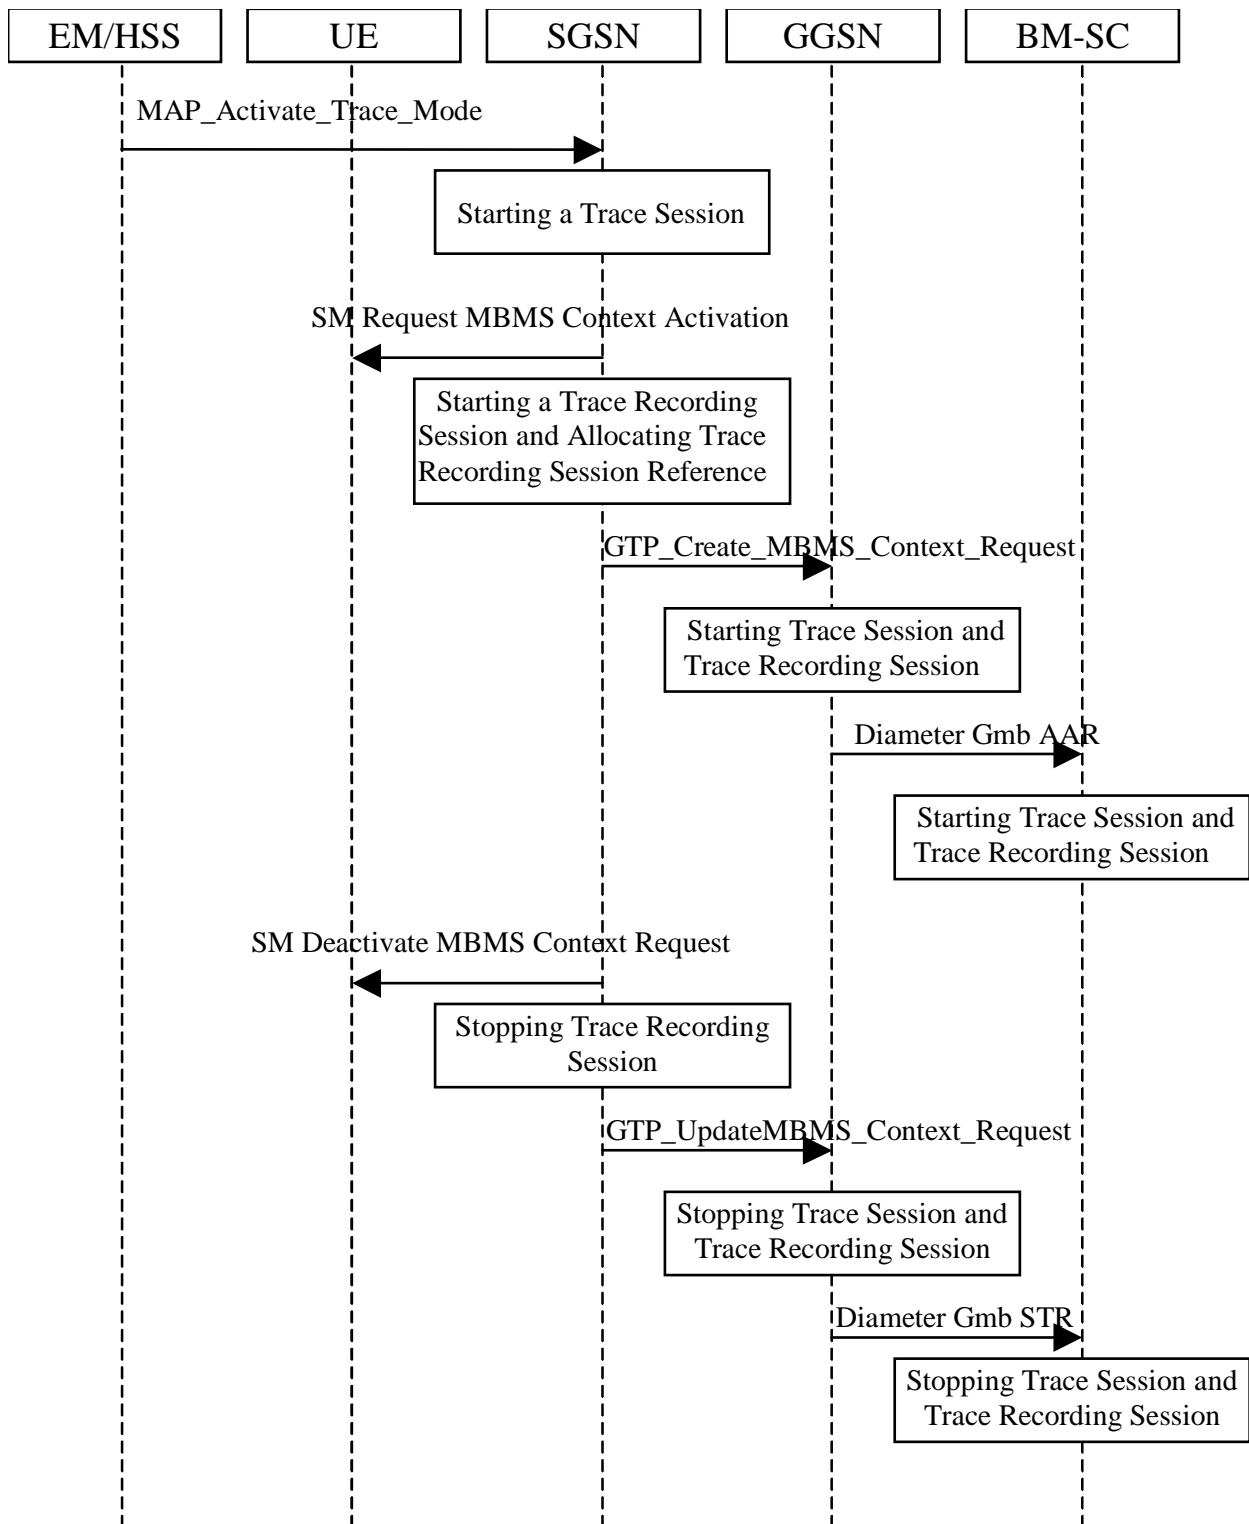 EM/HSS
UE
SGSN
GGSN
BM-SC
MAP_Activate_Trace_Mode
Starting a Trace Session
SM Request MBMS Context Activation
Starting a Trace Recording
Session and Allocating Trace
Recording Session Reference
GTP_Create_MBMS_Context_Request
Starting Trace Session and
Trace Recording Session
Diameter Gmb AAR
Starting Trace Session and
Trace Recording Session
SM Deactivate MBMS Context Request
Stopping Trace Recording
Session
GTP_UpdateMBMS_Context_Request
Stopping Trace Session and
Trace Recording Session
Diameter Gmb STR
Stopping Trace Session and
Trace Recording Session